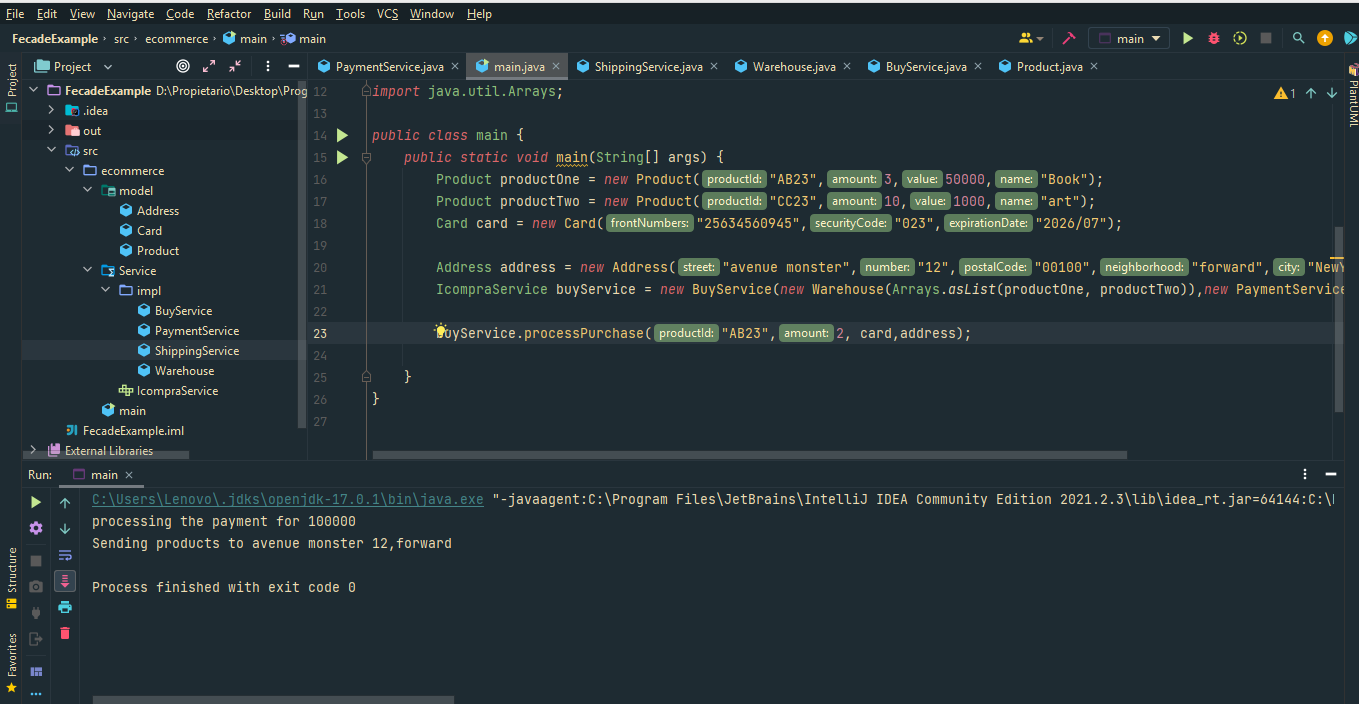 File Edit View Navigate Code Refactor Build Run Tools VCS Window Help
FecadeExample src ecommerce main main
main
Project
PaymentService.java main.java ShippingService.java Warehouse.java BuyService.java Product.java
Project
PlantUML
FecadeExample D:\Propietario\Desktop\Prog
.idea
out
src
ecommerce
model
Address
Card
Product
Service
impl
BuyService
PaymentService
ShippingService
Warehouse
IcompraService
main
FecadeExample.iml
External Libraries
1
12 import java.util.Arrays;
13
14 public class main {
15 public static void main(String[] args) {
16 Product productOne = new Product( productId: "AB23", amount: 3, value: 50000, name: "Book");
17 Product productTwo = new Product( productId: "CC23", amount: 10, value: 1000, name: "art");
18 Card card = new Card( frontNumbers: "25634560945", securityCode: "023", expirationDate: "2026/07");
19
20 Address address = new Address( street: "avenue monster", number: "12", postalCode: "00100", neighborhood: "forward", city: "New
21 IcompraService buyService = new BuyService(new Warehouse(Arrays.asList(productOne, productTwo)),new PaymentService
22
23 buyService.processPurchase( productId: "AB23", amount: 2, card,address);
24
25 }
26 }
27
Run: main
C:\Users\Lenovo\.jdks\openjdk-17.0.1\bin\java.exe "-javaagent:C:\Program Files\JetBrains\IntelliJ IDEA Community Edition 2021.2.3\lib\idea_rt.jar=64144:C:\
processing the payment for 100000
Sending products to avenue monster 12,forward
Process finished with exit code 0
Structure
Favorites